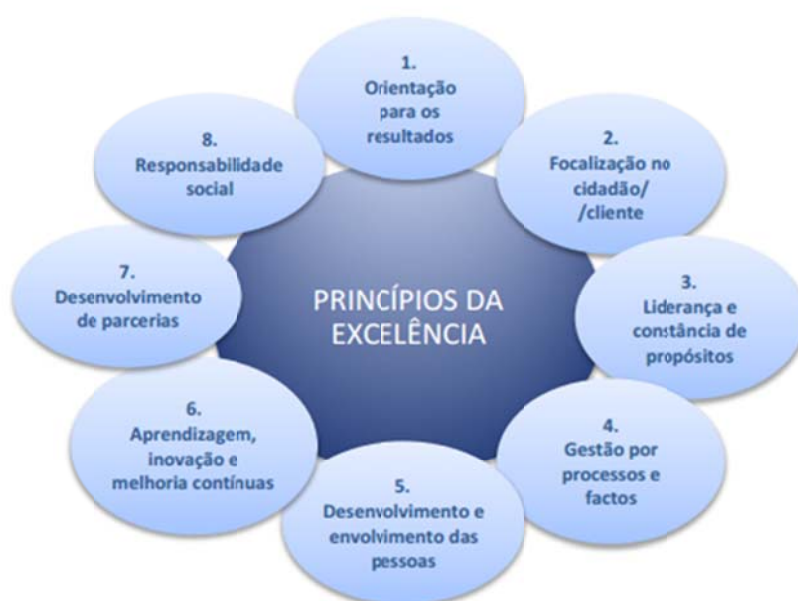 PRINCÍPIOS DA
EXCELÊNCIA
1.
Orientação
para os
resultados
2.
Focalização no
cidadão/
/cliente
3.
Liderança e
constância de
propósitos
4.
Gestão por
processos e
factos
5.
Desenvolvimento e
envolvimento das
pessoas
6.
Aprendizagem,
inovação e
melhoria contínuas
7.
Desenvolvimento
de parcerias
8.
Responsabilidade
social